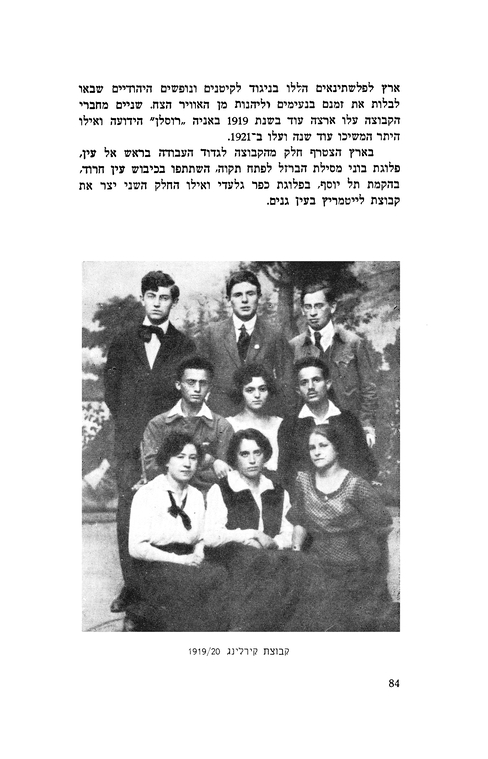 ארץ לפלשתינאים הללו בניגוד לקיטנים ונופשים היהודיים שבאו
לבלות את זמנם בנעימים וליהנות מן האוויר הצח. שניים מחברי
הקבוצה עלו ארצה עוד בשנת 1919 באניה „רוסלן” הידועה ואילו
היתר המשיכו עוד שנה ועלו ב־1921.
בארץ הצטרף חלק מהקבוצה לגדוד העבודה בראש אל עין,
פלוגת בוני מסילת הברזל לפתח תקוה, השתתפו בכיבוש עין חרוד,
בהקמת תל יוסף, בפלוגת כפר גלעדי ואילו החלק השני יצר את
קבוצת לייטמריץ בעין גנים.
קבוצת קירלינג 1919/20
84